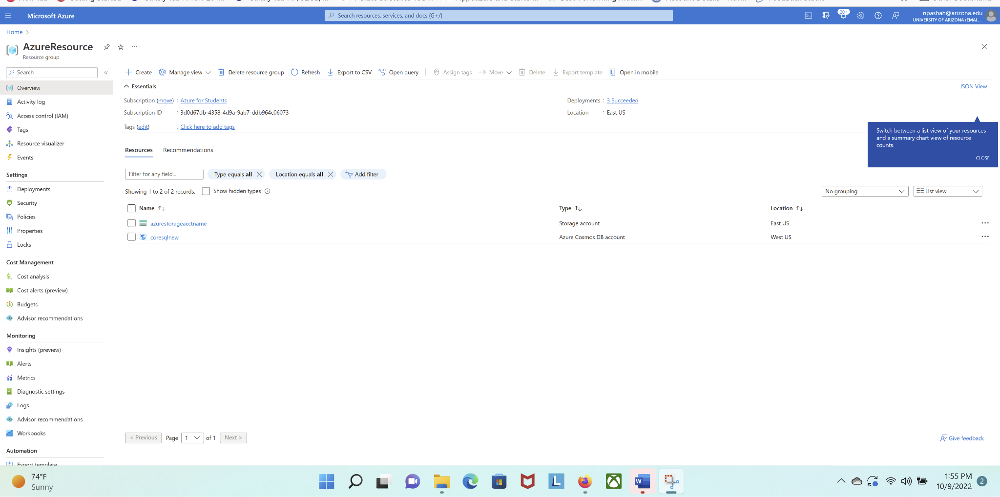 Microsoft Azure
Search resources, services, and docs (G+/)
20+
ripashah@arizona.edu
UNIVERSITY OF ARIZONA (EMAI...
Home
AzureResource
Resource group
Search
Create
Manage view
Delete resource group
Refresh
Export to CSV
Open query
Assign tags
Move
Delete
Export template
Open in mobile
Overview
Activity log
Access control (IAM)
Tags
Resource visualizer
Events
Settings
Deployments
Security
Policies
Properties
Locks
Cost Management
Cost analysis
Cost alerts (preview)
Budgets
Advisor recommendations
Monitoring
Insights (preview)
Alerts
Metrics
Diagnostic settings
Logs
Advisor recommendations
Workbooks
Automation
Export template
Essentials
JSON View
Subscription (move) : Azure for Students
Subscription ID : 3d0d67db-4358-4d9a-9ab7-ddb964c06073
Tags (edit) : Click here to add tags
Deployments : 3 Succeeded
Location : East US
Switch between a list view of your resources
and a summary chart view of resource
counts.
CLOSE
Resources Recommendations
Filter for any field...
Type equals all
Location equals all
Add filter
Showing 1 to 2 of 2 records.
Show hidden types
No grouping
List view
Name Type Location
azurestorageacctname Storage account East US
coresqlnew Azure Cosmos DB account West US
< Previous Page 1 of 1 Next >
Give feedback
74°F
Sunny
1:55 PM
10/9/2022
2